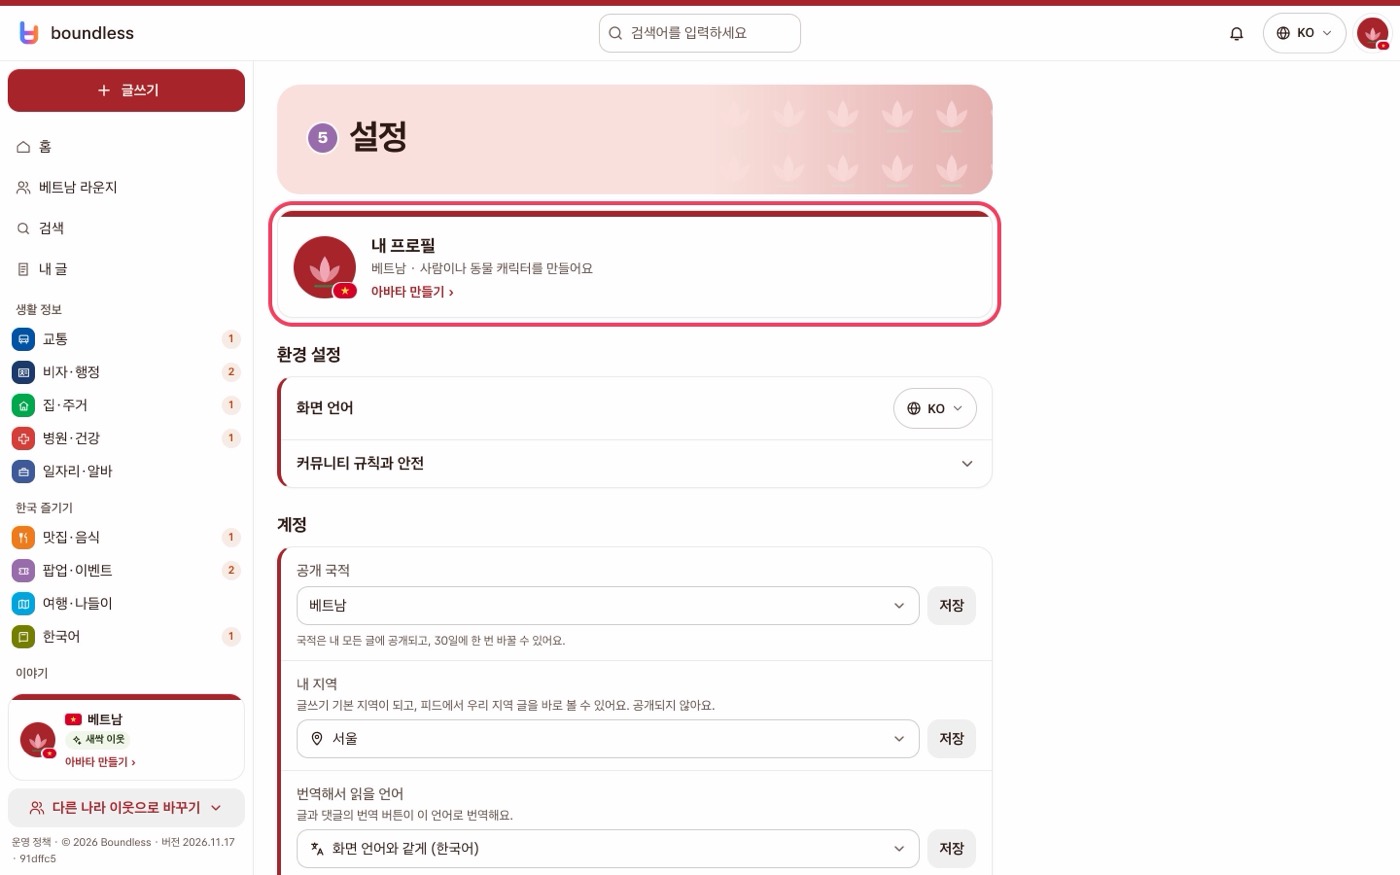 boundless
검색어를 입력하세요
KO
글쓰기
홈
베트남 라운지
검색
내 글
생활 정보
교통 1
비자·행정 2
집·주거 1
병원·건강 1
일자리·알바
한국 즐기기
맛집·음식 1
팝업·이벤트 2
여행·나들이
한국어 1
이야기
베트남
새싹 이웃
아바타 만들기 ›
다른 나라 이웃으로 바꾸기
운영 정책 · © 2026 Boundless · 버전 2026.11.17
· 91dffc5
5 설정
내 프로필
베트남 · 사람이나 동물 캐릭터를 만들어요
아바타 만들기 ›
환경 설정
화면 언어 KO
커뮤니티 규칙과 안전
계정
공개 국적
베트남 저장
국적은 내 모든 글에 공개되고, 30일에 한 번 바꿀 수 있어요.
내 지역
글쓰기 기본 지역이 되고, 피드에서 우리 지역 글을 바로 볼 수 있어요. 공개되지 않아요.
서울 저장
번역해서 읽을 언어
글과 댓글의 번역 버튼이 이 언어로 번역해요.
화면 언어와 같게 (한국어) 저장